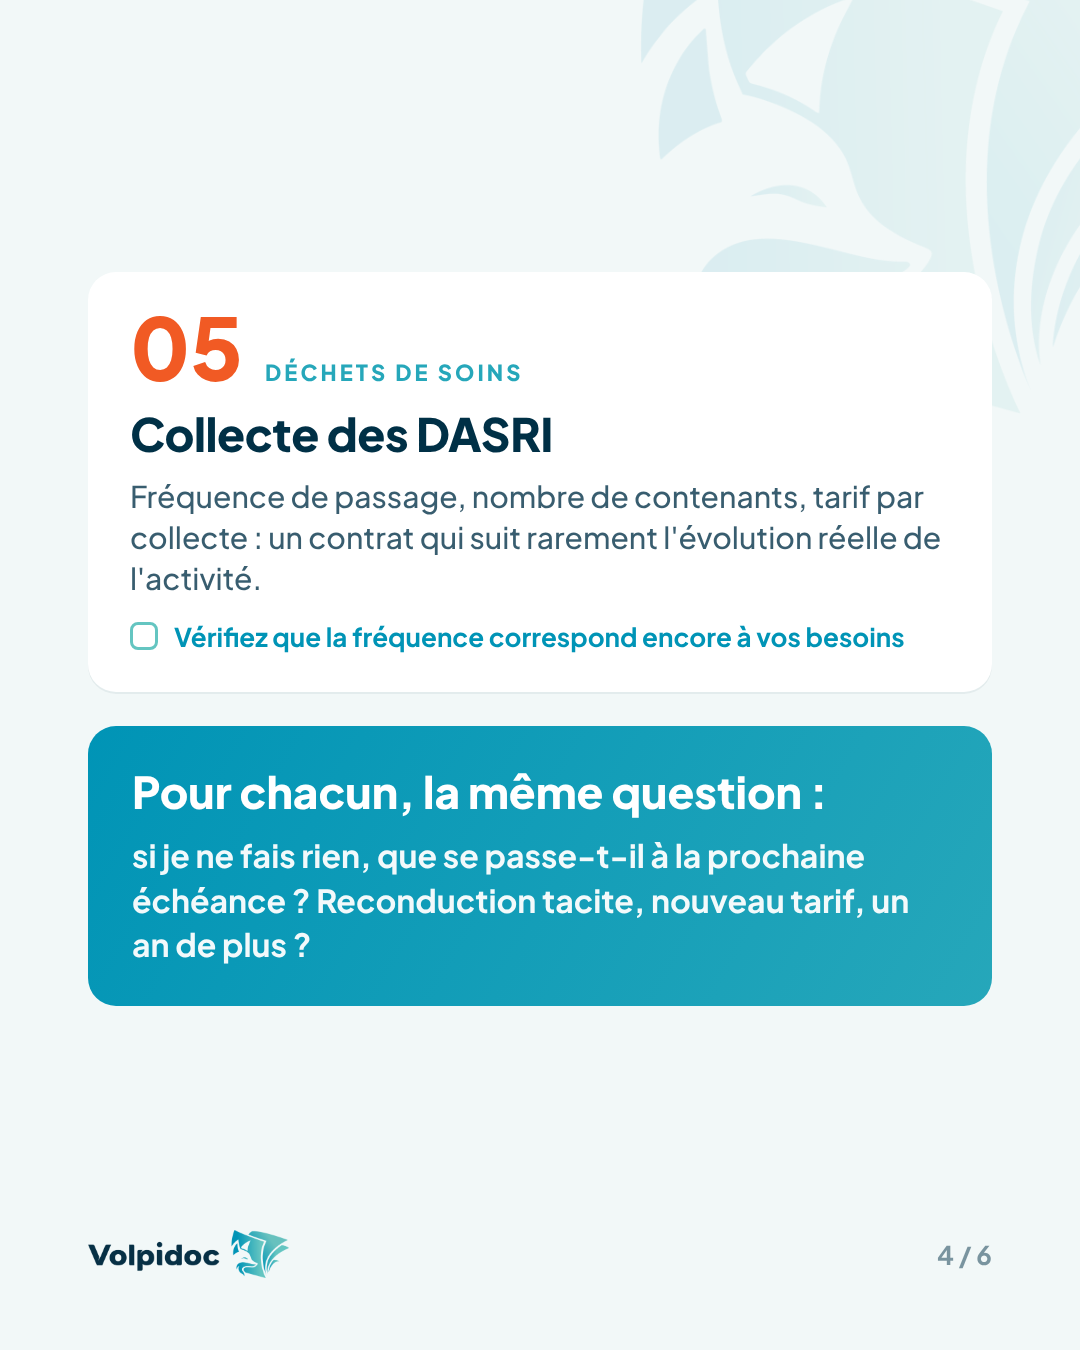 05 DÉCHETS DE SOINS
Collecte des DASRI
Fréquence de passage, nombre de contenants, tarif par
collecte : un contrat qui suit rarement l'évolution réelle de
l'activité.
Vérifiez que la fréquence correspond encore à vos besoins
Pour chacun, la même question :
si je ne fais rien, que se passe-t-il à la prochaine
échéance ? Reconduction tacite, nouveau tarif, un
an de plus ?
Volpidoc
4 / 6